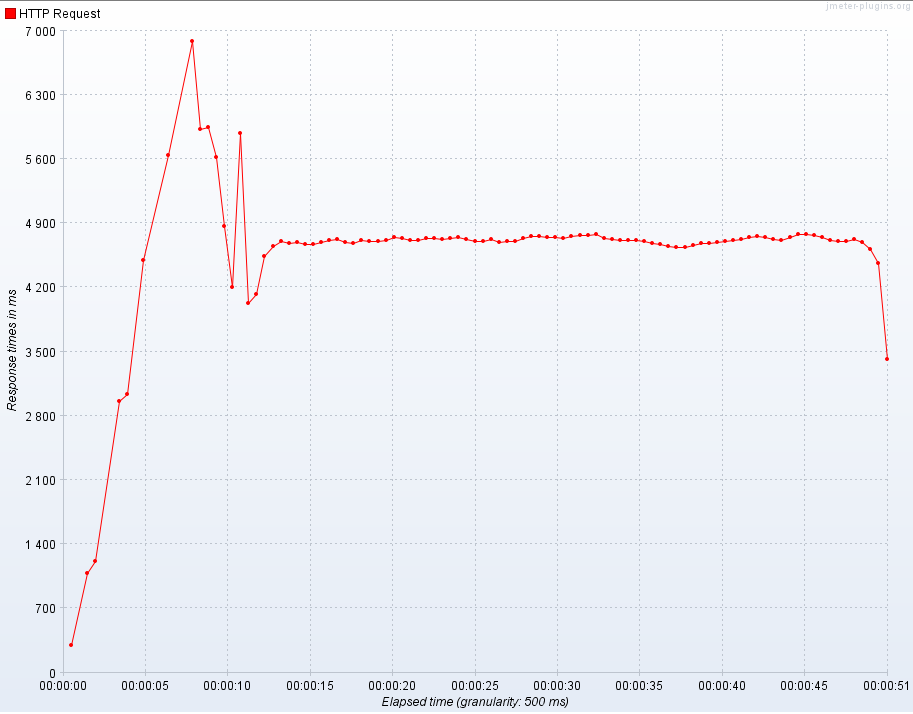 jmeter-plugins.org
HTTP Request
7 000
6 300
5 600
4 900
4 200
3 500
2 800
2 100
1 400
700
0
Response times in ms
00:00:00 00:00:05 00:00:10 00:00:15 00:00:20 00:00:25 00:00:30 00:00:35 00:00:40 00:00:45 00:00:51
Elapsed time (granularity: 500 ms)